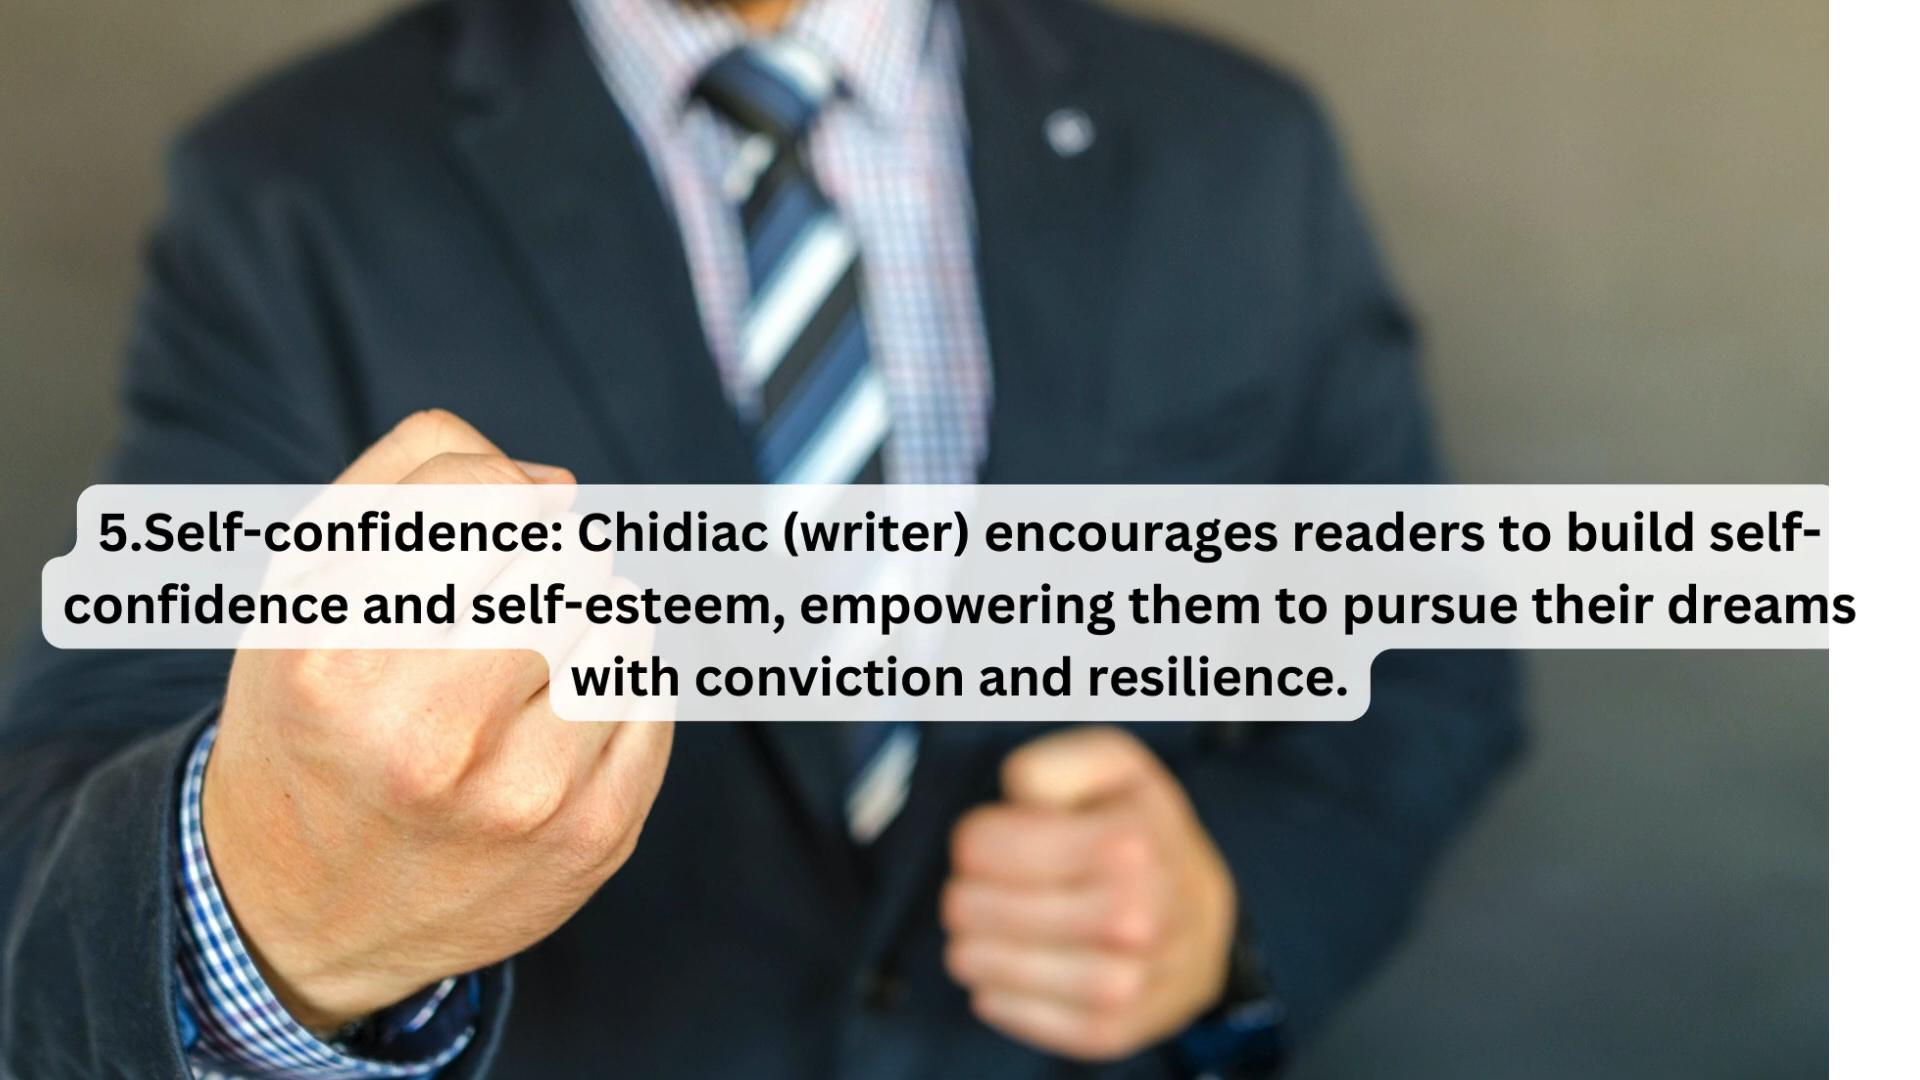 5.Self-confidence: Chidiac (writer) encourages readers to build self-
confidence and self-esteem, empowering them to pursue their dreams
with conviction and resilience.